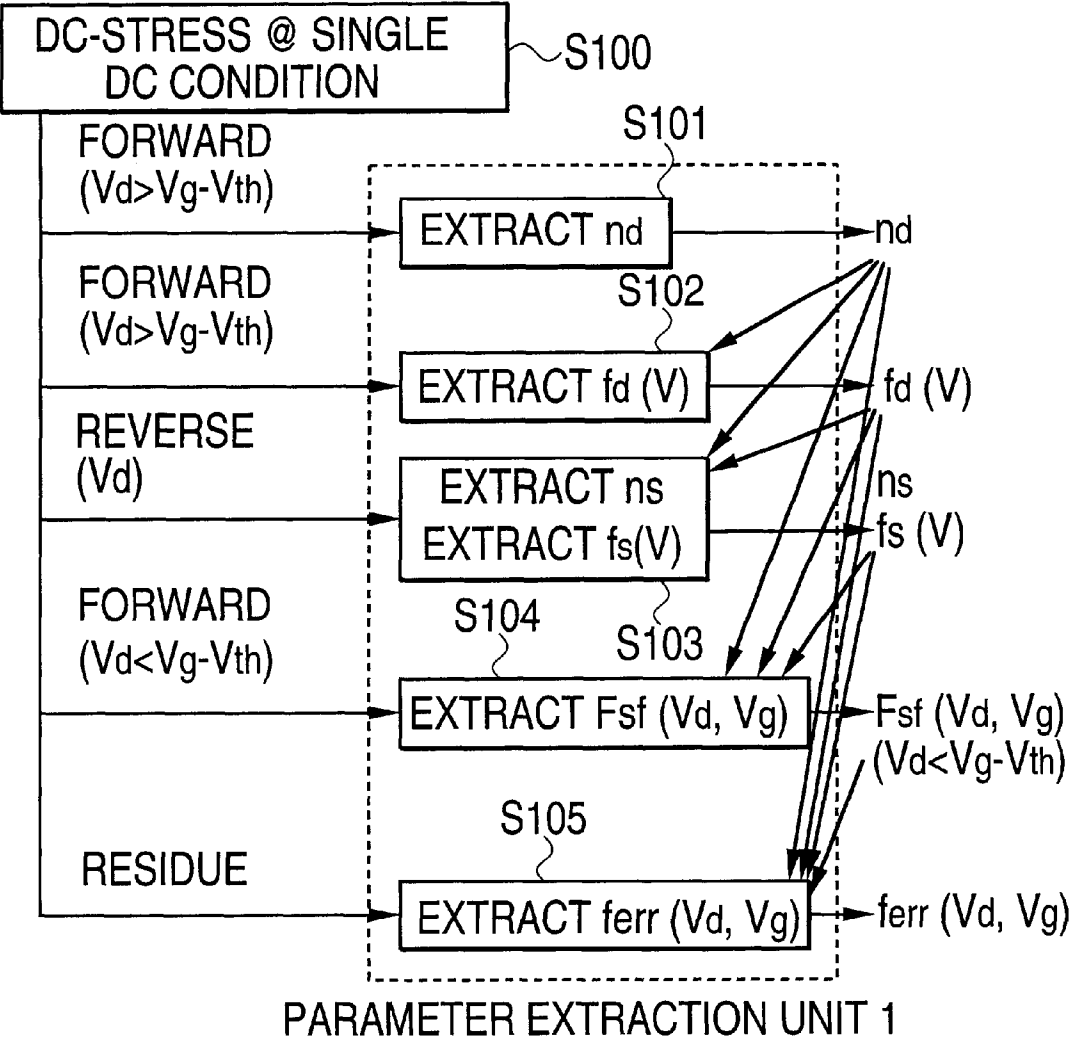 DC-STRESS @ SINGLE
DC CONDITION
S100
FORWARD
(Vd>Vg-Vth)
S101
EXTRACT nd
nd
FORWARD
(Vd>Vg-Vth)
S102
EXTRACT fd (V)
fd (V)
REVERSE
(Vd)
EXTRACT ns
EXTRACT fs(V)
ns
fs (V)
S103
FORWARD
(Vd<Vg-Vth)
S104
EXTRACT Fsf (Vd, Vg)
Fsf (Vd, Vg)
(Vd<Vg-Vth)
RESIDUE
S105
EXTRACT ferr (Vd, Vg)
ferr (Vd, Vg)
PARAMETER EXTRACTION UNIT 1